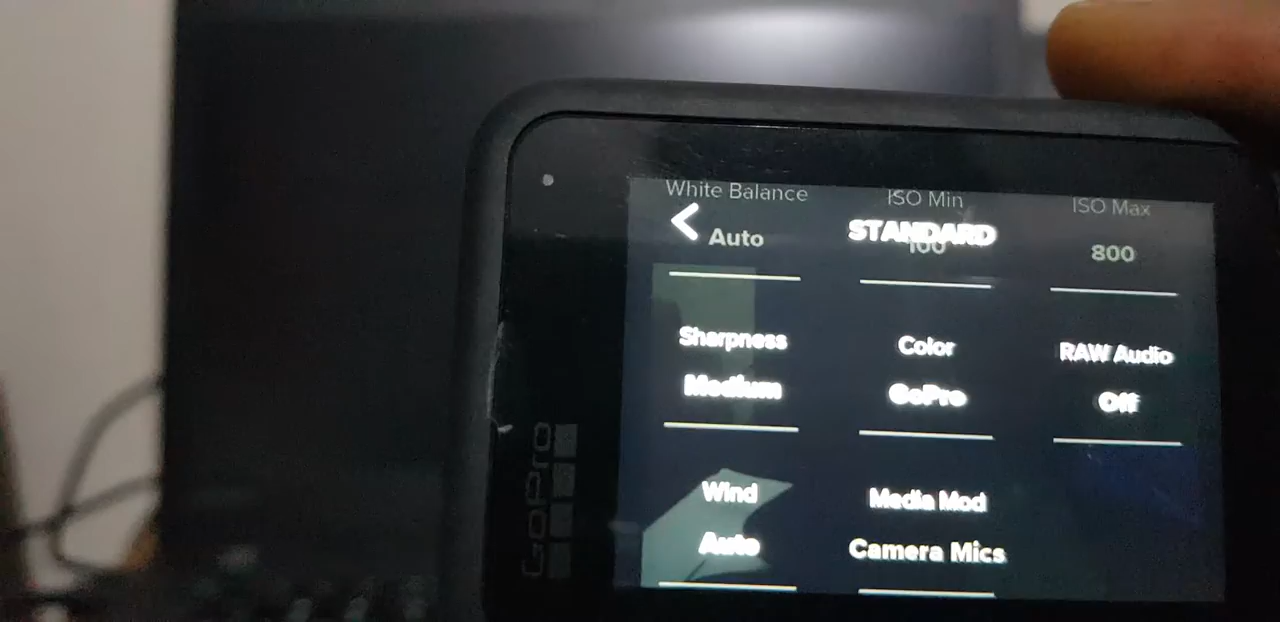 White Balance ISO Min ISO Max
STANDARD
Auto 100 800
Sharpness Color RAW Audio
Medium GoPro Off
Wind Media Mod
Auto Camera Mics
GoPro